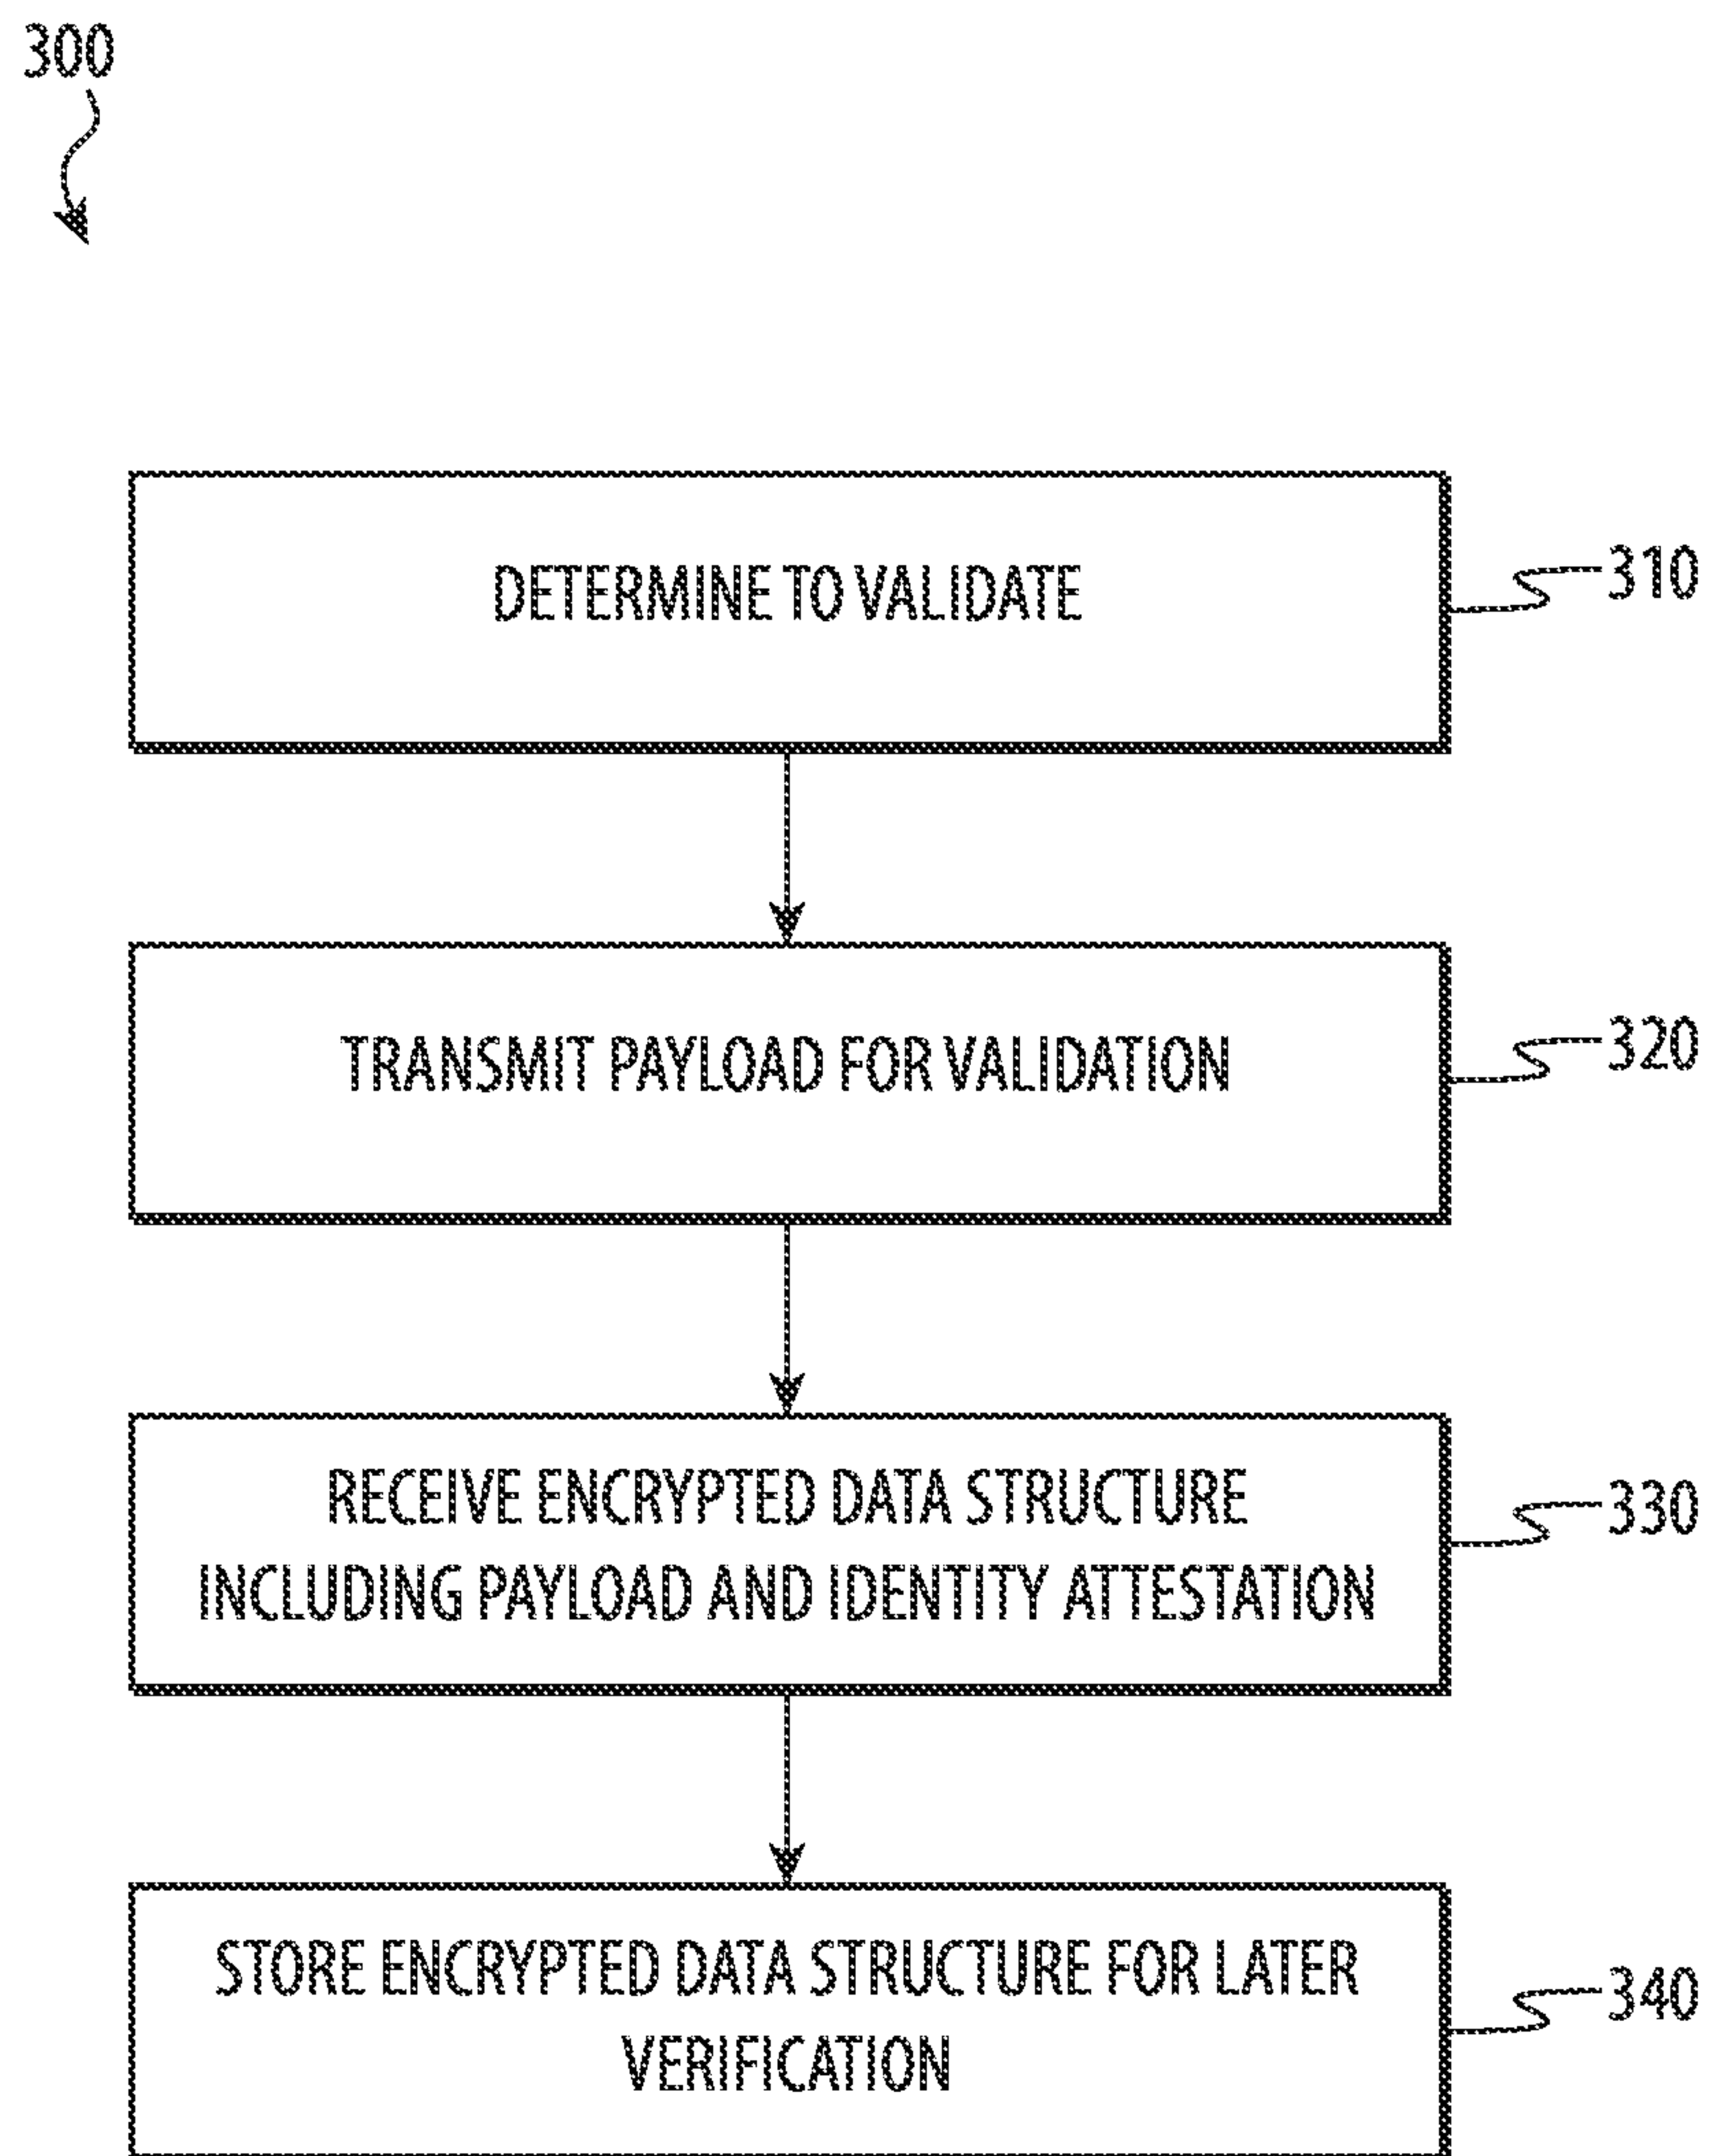 300
DETERMINE TO VALIDATE
310
TRANSMIT PAYLOAD FOR VALIDATION
320
RECEIVE ENCRYPTED DATA STRUCTURE
INCLUDING PAYLOAD AND IDENTITY ATTESTATION
330
STORE ENCRYPTED DATA STRUCTURE FOR LATER
VERIFICATION
340